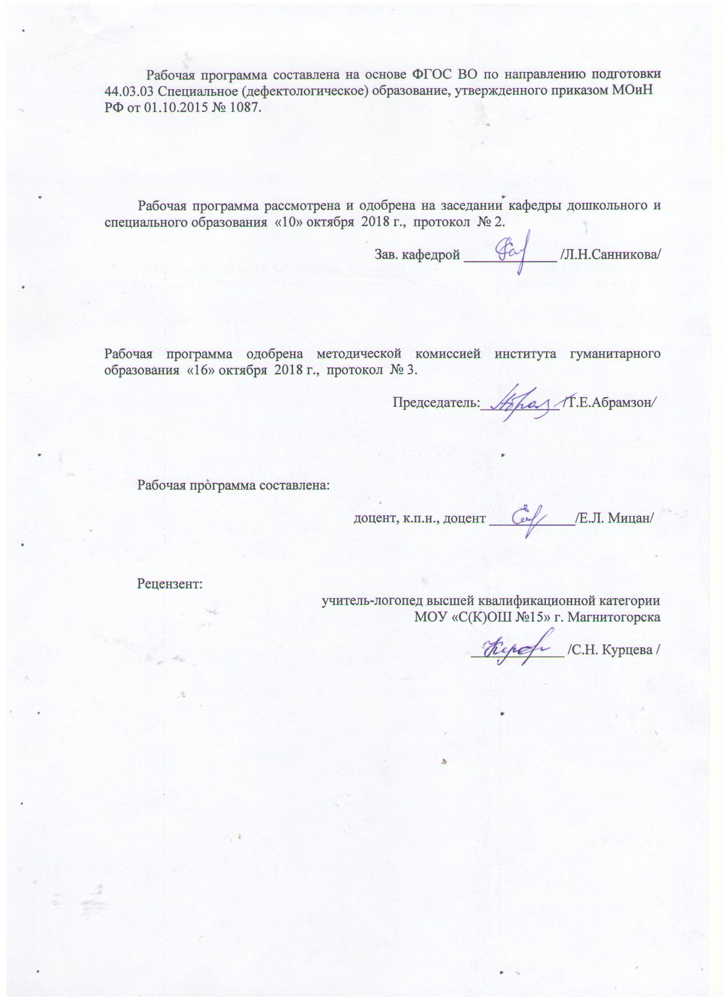 Рабочая программа составлена на основе ФГОС ВО по направлению подготовки
44.03.03 Специальное (дефектологическое) образование, утвержденного приказом МОиН
РФ от 01.10.2015 № 1087.
Рабочая программа рассмотрена и одобрена на заседании кафедры дошкольного и
специального образования «10» октября 2018 г., протокол № 2.
Зав. кафедрой _____________ /Л.Н.Санникова/
Рабочая программа одобрена методической комиссией института гуманитарного
образования «16» октября 2018 г., протокол № 3.
Председатель:___________ /Т.Е.Абрамзон/
Рабочая программа составлена:
доцент, к.п.н., доцент ____________/Е.Л. Мицан/
Рецензент:
учитель-логопед высшей квалификационной категории
МОУ «С(К)ОШ №15» г. Магнитогорска
_____________ /С.Н. Курцева /